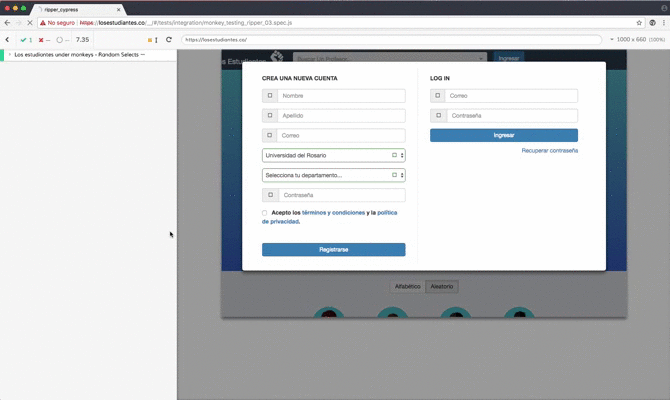 ripper_cypress
No seguro https://losestudiantes.co/__/#/tests/integration/monkey_testing_ripper_03.spec.js
1 -- -- 7.35
https://losestudiantes.co/
1000 x 660 (100%)
Los estudiantes under monkeys - Random Selects
s Estudiantes
Busca Un Profesor...
Ingresar
CREA UNA NUEVA CUENTA
Nombre
Apellido
Correo
Universidad del Rosario
Selecciona tu departamento...
Contraseña
Acepto los términos y condiciones y la política
de privacidad.
Registrarse
LOG IN
Correo
Contraseña
Ingresar
Recuperar contraseña
Alfabético Aleatorio